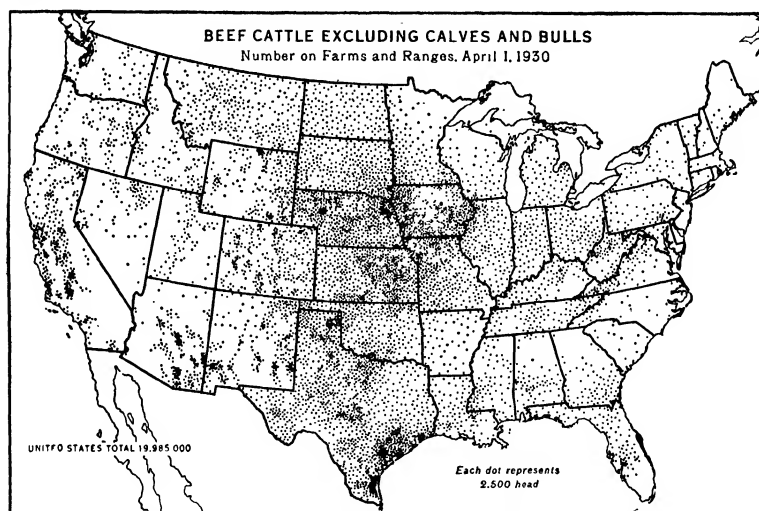 BEEF CATTLE EXCLUDING CALVES AND BULLS
Number on Farms and Ranges, April 1, 1930
UNITED STATES TOTAL 19,985,000
Each dot represents
2,500 head